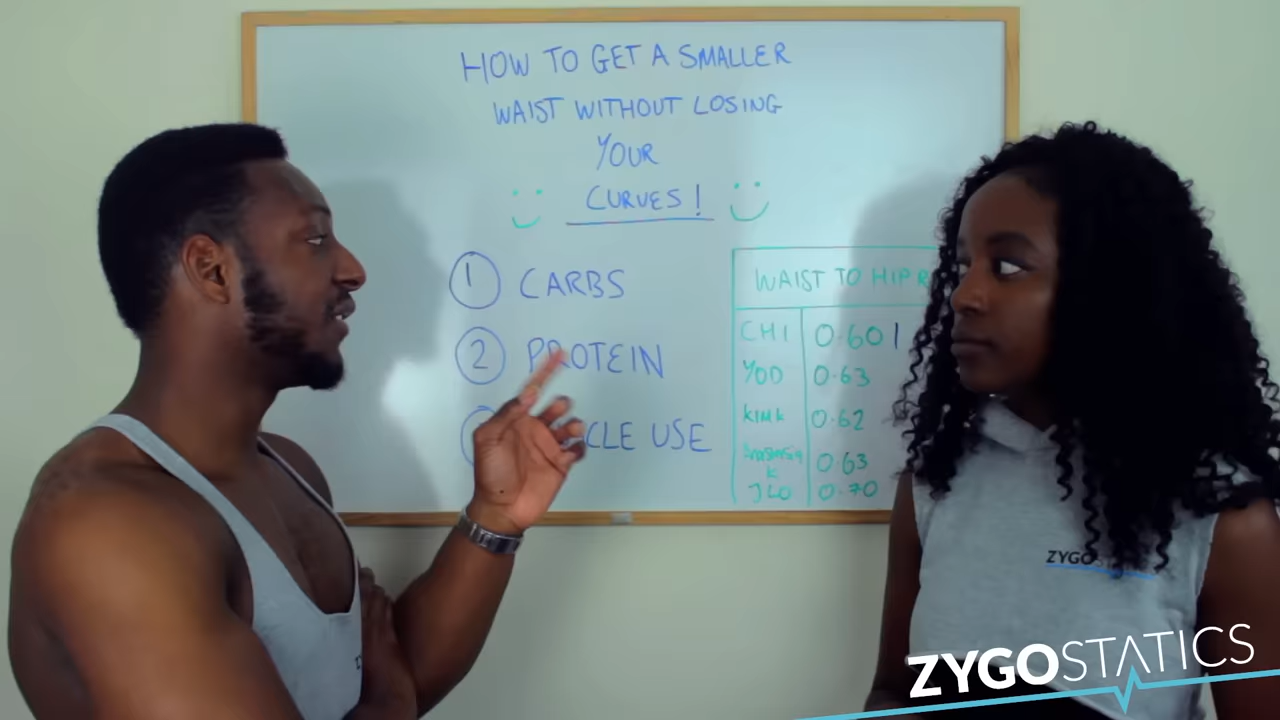 HOW TO GET A SMALLER
WAIST WITHOUT LOSING
YOUR
CURVES!
1 CARBS
2 PROTEIN
CLE USE
WAIST TO HIP R
CHI 0.601
YOD 0.63
KIM K 0.62
K 0.63
JLO 0.70
ZYGO
ZYGOSTATICS